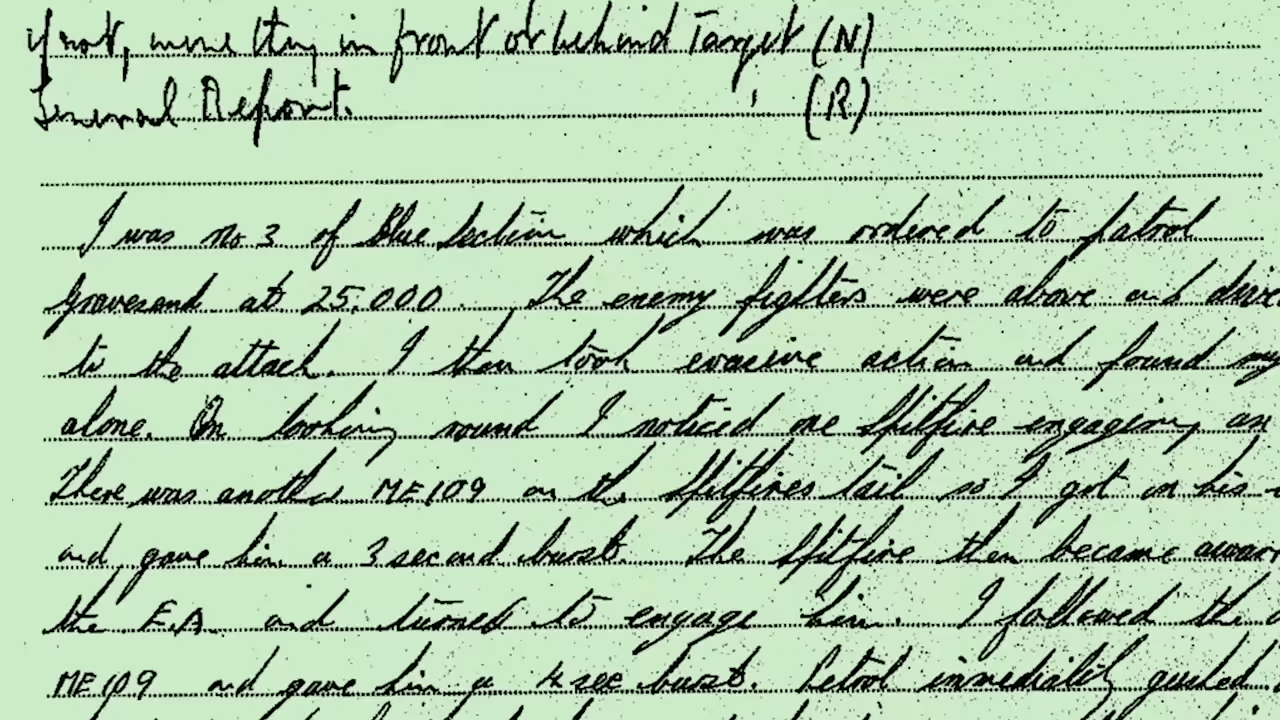 if not, were they in front or behind Target (N)
General Report. (R)
I was No 3 of Blue Section which was ordered to patrol
Gravesend at 25,000. The enemy fighters were above and
to the attack. I then took evasive action and found
alone. On looking round I noticed one Spitfire engaging an
There was another ME109 on the Spitfires tail so I got on his
and gave him a 3 second burst. The Spitfire then became
the E.A. and turned to engage him. I followed the
ME109 and gave him a 4 sec burst. Petrol immediately gushed